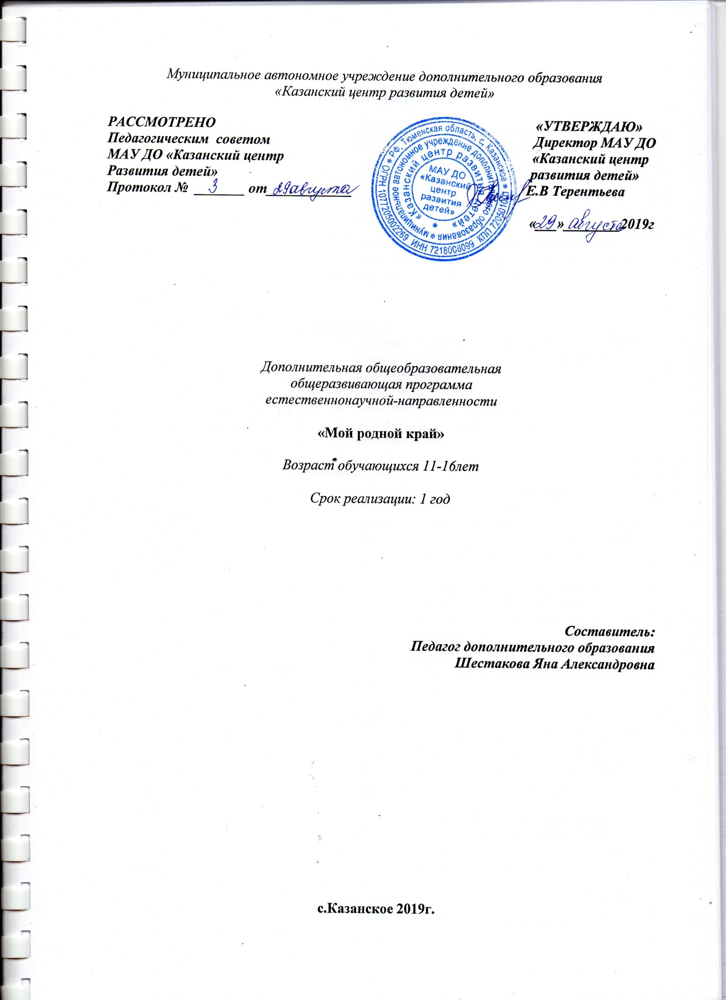 Муниципальное автономное учреждение дополнительного образования
«Казанский центр развития детей»
РАССМОТРЕНО
Педагогическим  советом
МАУ ДО «Казанский центр
Развития детей»
Протокол № 3 от 29 августа
«УТВЕРЖДАЮ»
Директор МАУ ДО
«Казанский центр
развития детей»
Е.В Терентьева
«29» августа 2019г
* РФ, Тюменская область, с. Казанское *
ОГРН 1077205002269 ИНН 7218006099 КПП 720501001
* муниципальное автономное учреждение дополнительного образования
* «Казанский центр развития детей»
МАУ ДО
«Казанский
центр
развития
детей»
Дополнительная общеобразовательная
общеразвивающая программа
естественнонаучной-направленности
«Мой родной край»
Возраст обучающихся 11-16лет
Срок реализации: 1 год
Составитель:
Педагог дополнительного образования
Шестакова Яна Александровна
с.Казанское 2019г.